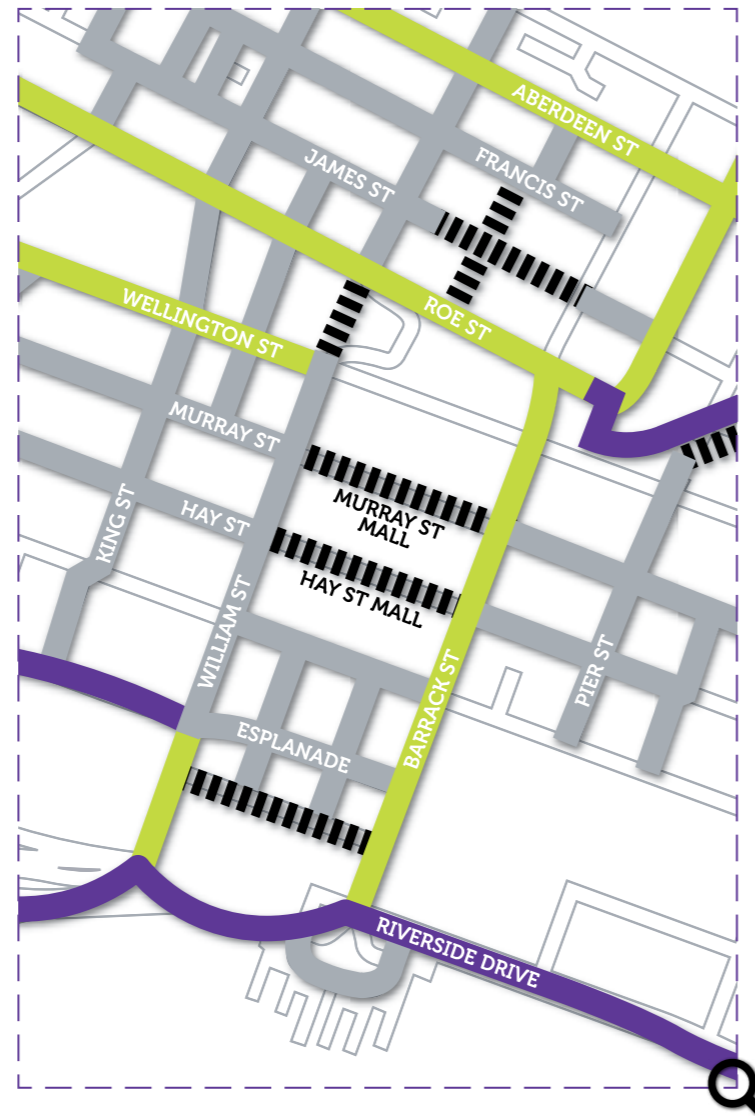 ABERDEEN ST
FRANCIS ST
JAMES ST
ROE ST
WELLINGTON ST
MURRAY ST
MURRAY ST
MALL
HAY ST
KING ST
HAY ST MALL
WILLIAM ST
PIER ST
BARRACK ST
ESPLANADE
RIVERSIDE DRIVE